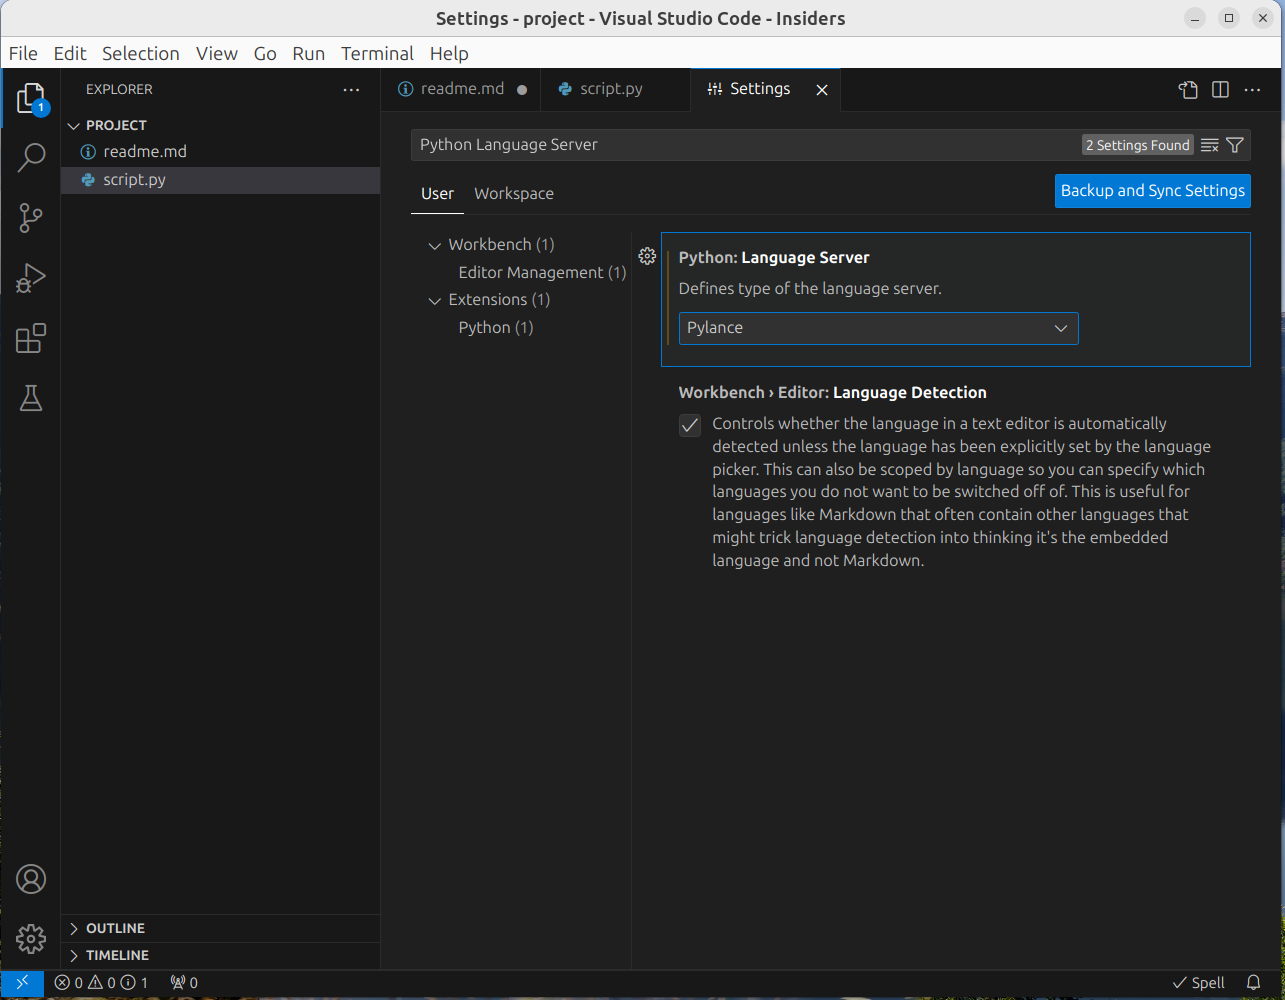 Settings - project - Visual Studio Code - Insiders
File Edit Selection View Go Run Terminal Help
EXPLORER
readme.md
script.py
Settings
1
PROJECT
readme.md
script.py
Python Language Server
2 Settings Found
User
Workspace
Backup and Sync Settings
Workbench (1)
Editor Management (1)
Extensions (1)
Python (1)
Python: Language Server
Defines type of the language server.
Pylance
Workbench › Editor: Language Detection
Controls whether the language in a text editor is automatically
detected unless the language has been explicitly set by the language
picker. This can also be scoped by language so you can specify which
languages you do not want to be switched off of. This is useful for
languages like Markdown that often contain other languages that
might trick language detection into thinking it's the embedded
language and not Markdown.
OUTLINE
TIMELINE
0 0 1 0
Spell